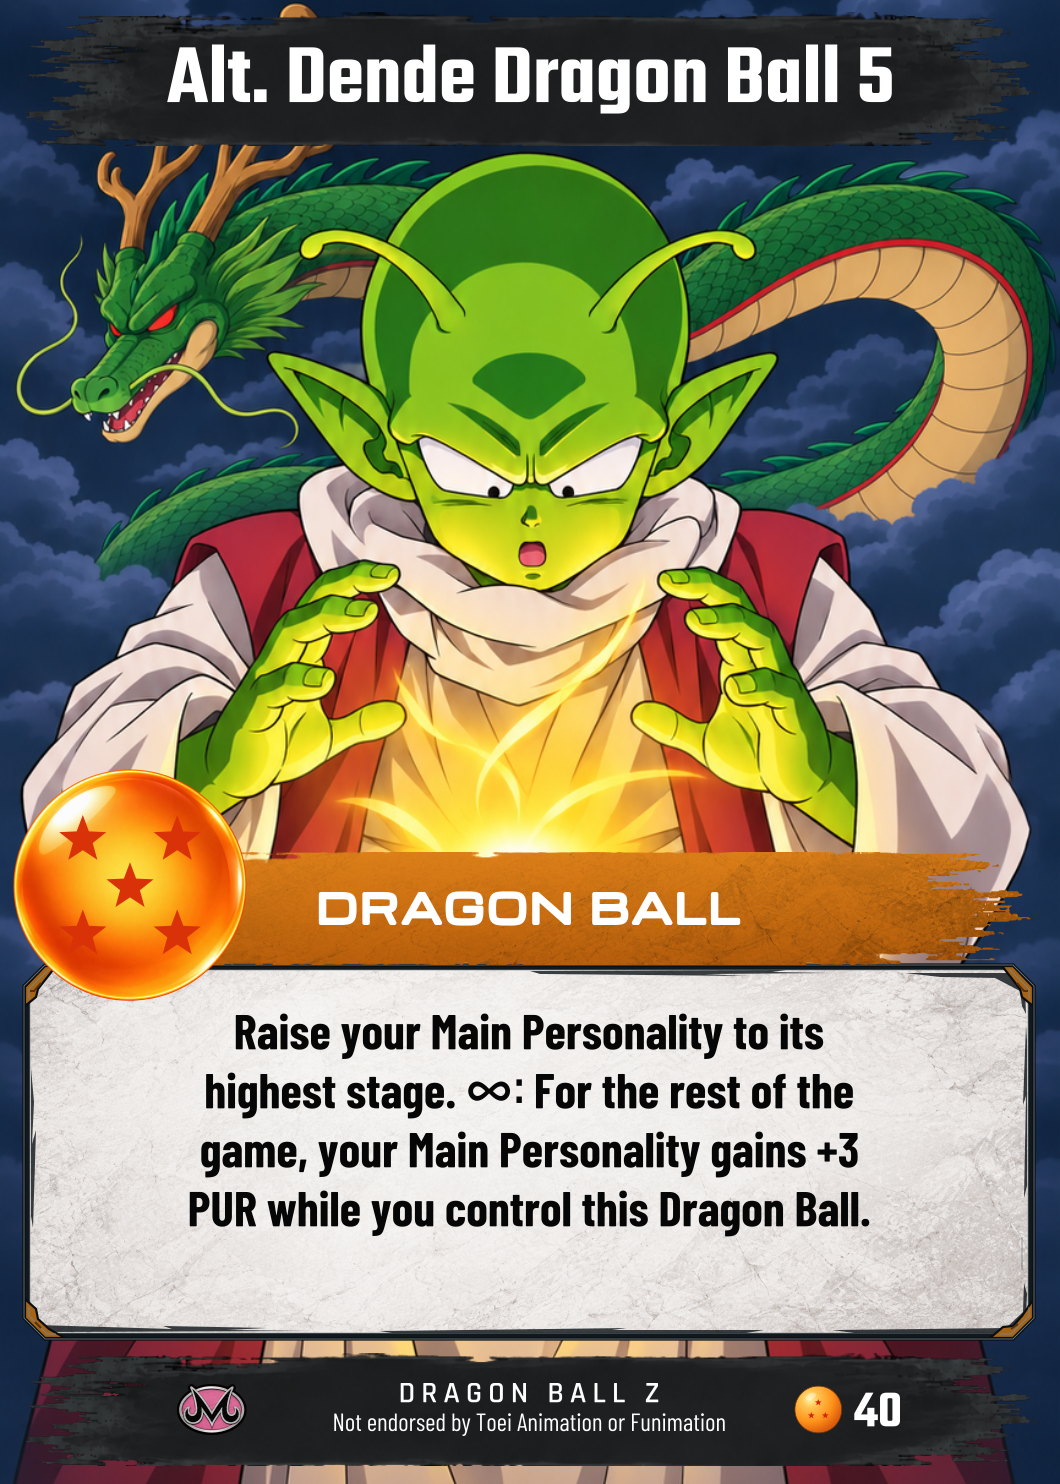 Alt. Dende Dragon Ball 5
DRAGON BALL
Raise your Main Personality to its
highest stage. ∞: For the rest of the
game, your Main Personality gains +3
PUR while you control this Dragon Ball.
DRAGON BALL Z
Not endorsed by Toei Animation or Funimation
40